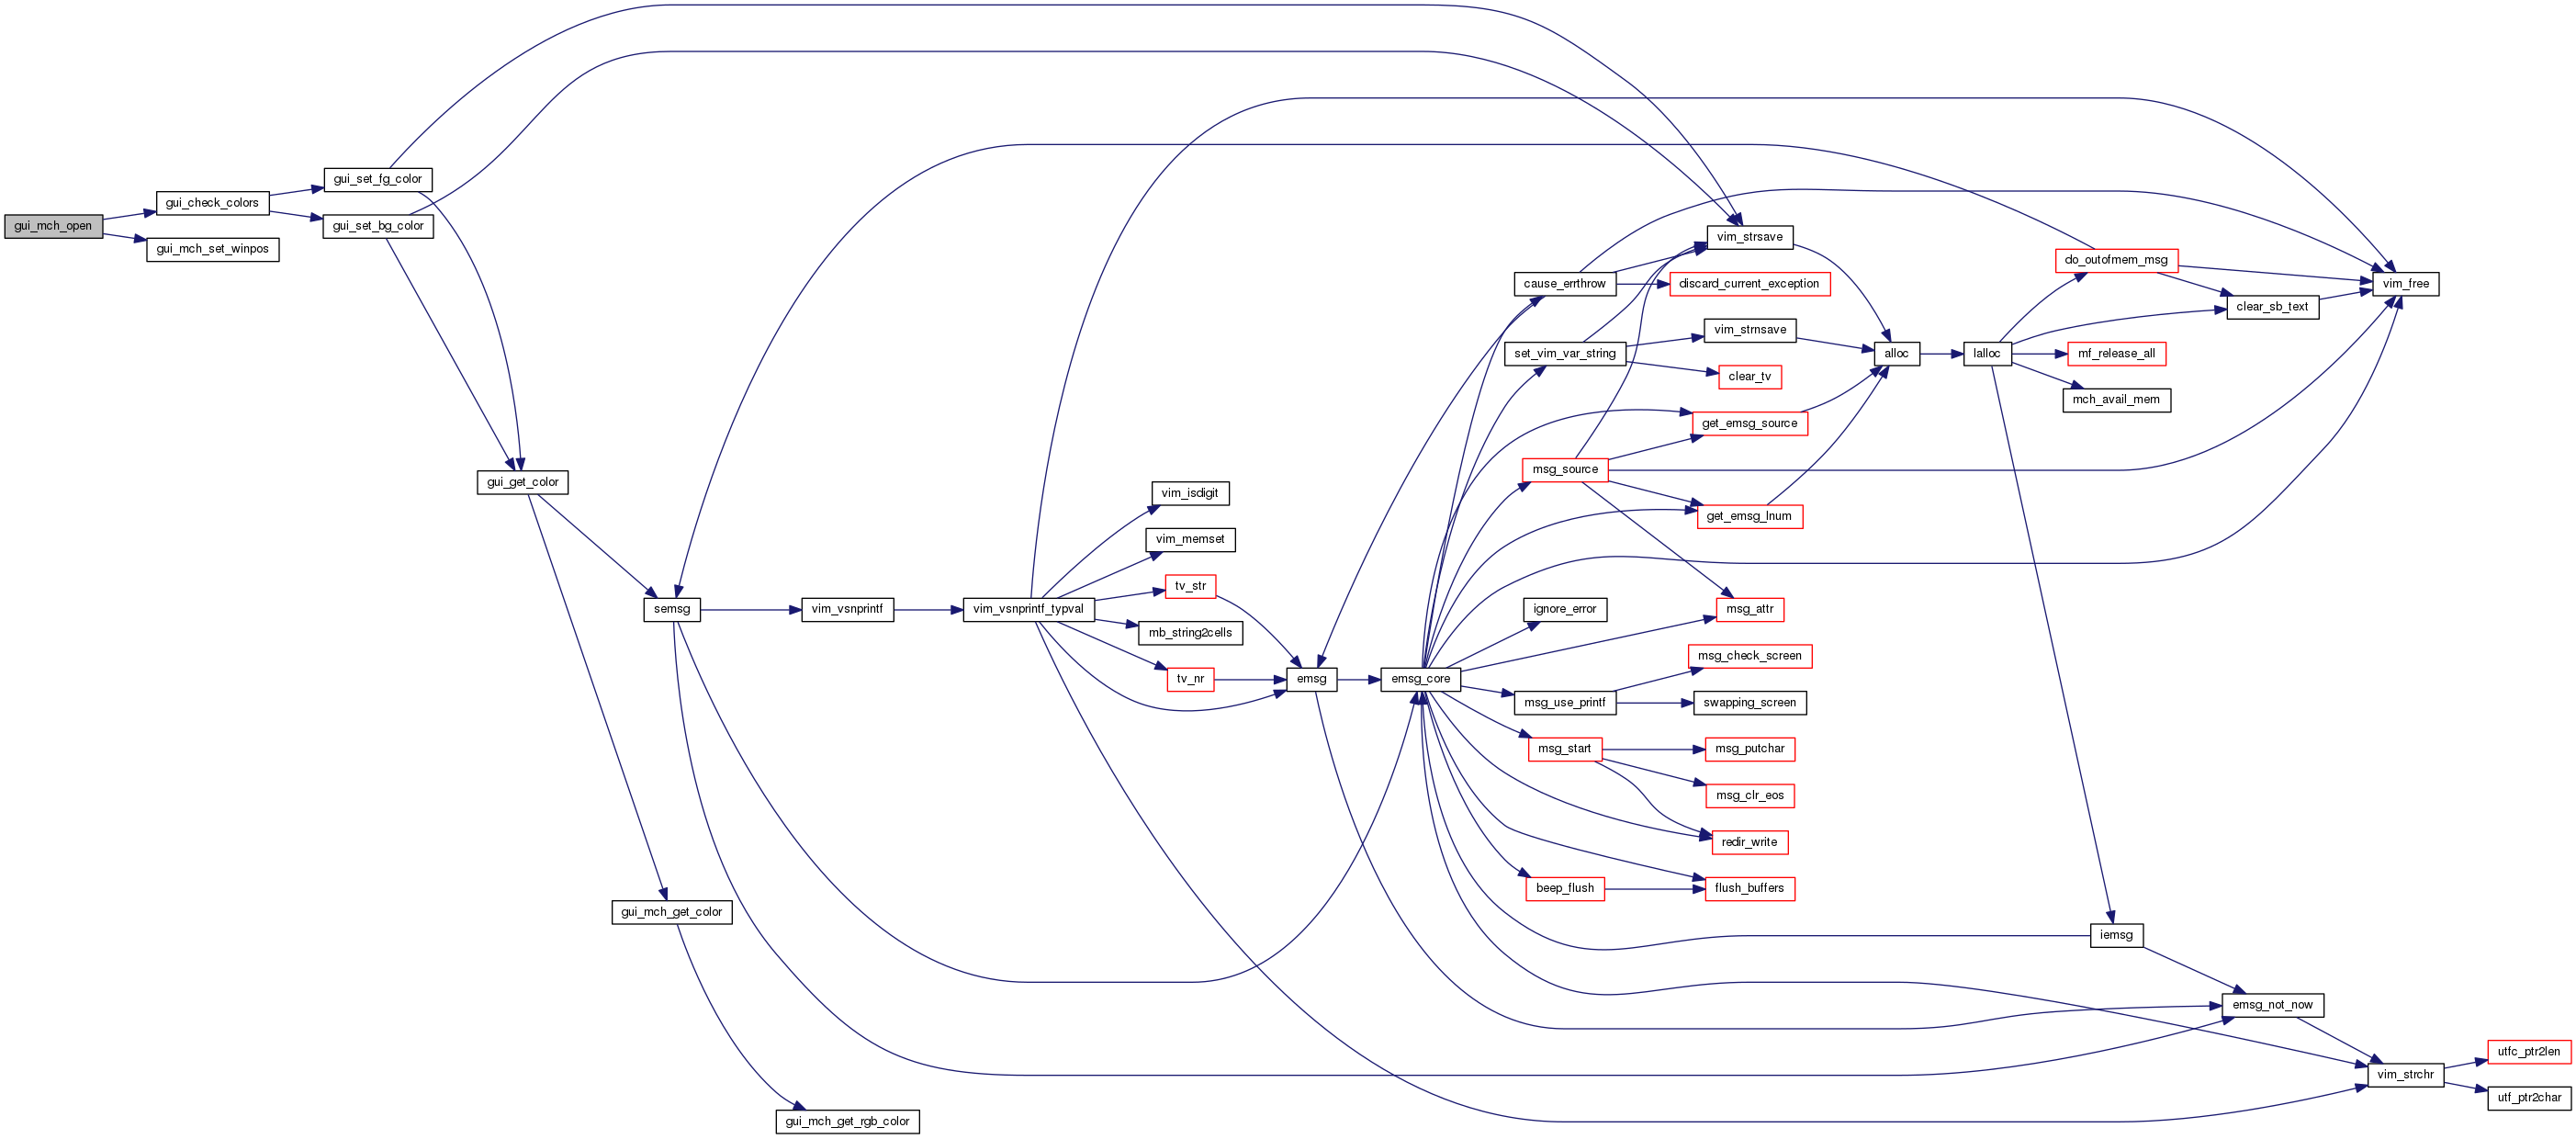 gui_mch_open
gui_check_colors
gui_mch_set_winpos
gui_set_fg_color
gui_set_bg_color
gui_get_color
gui_mch_get_color
gui_mch_get_rgb_color
semsg
vim_vsnprintf
vim_vsnprintf_typval
vim_isdigit
vim_memset
tv_str
mb_string2cells
tv_nr
emsg
emsg_core
cause_errthrow
set_vim_var_string
msg_source
ignore_error
msg_use_printf
msg_start
beep_flush
vim_strsave
discard_current_exception
vim_strnsave
clear_tv
get_emsg_source
get_emsg_lnum
msg_attr
msg_check_screen
swapping_screen
msg_putchar
msg_clr_eos
redir_write
flush_buffers
alloc
lalloc
do_outofmem_msg
mf_release_all
mch_avail_mem
iemsg
clear_sb_text
emsg_not_now
vim_free
vim_strchr
utfc_ptr2len
utf_ptr2char